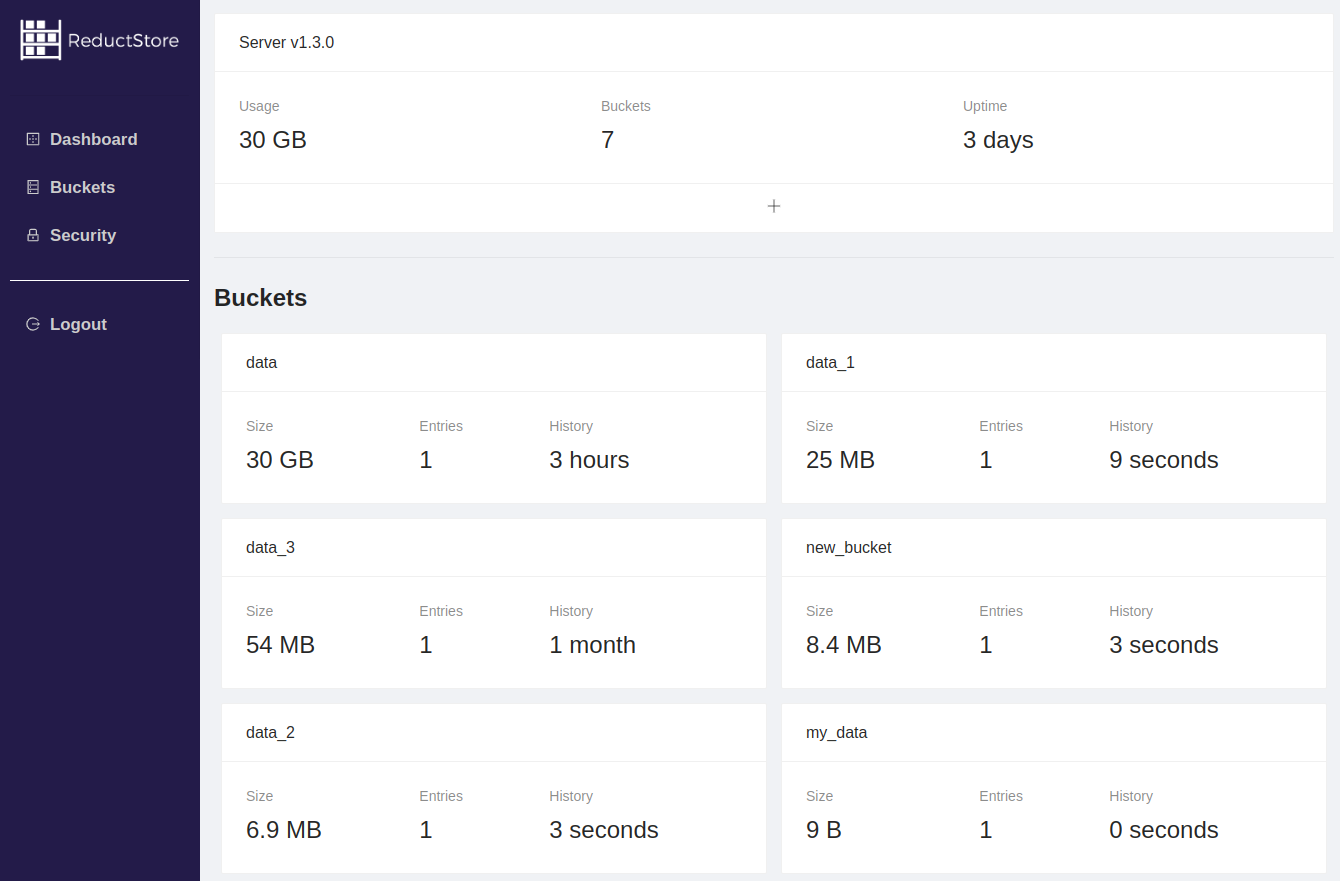 ReductStore
Dashboard
Buckets
Security
Logout
Server v1.3.0
Usage Buckets Uptime
30 GB 7 3 days
Buckets
data
Size Entries History
30 GB 1 3 hours
data_1
Size Entries History
25 MB 1 9 seconds
data_3
Size Entries History
54 MB 1 1 month
new_bucket
Size Entries History
8.4 MB 1 3 seconds
data_2
Size Entries History
6.9 MB 1 3 seconds
my_data
Size Entries History
9 B 1 0 seconds